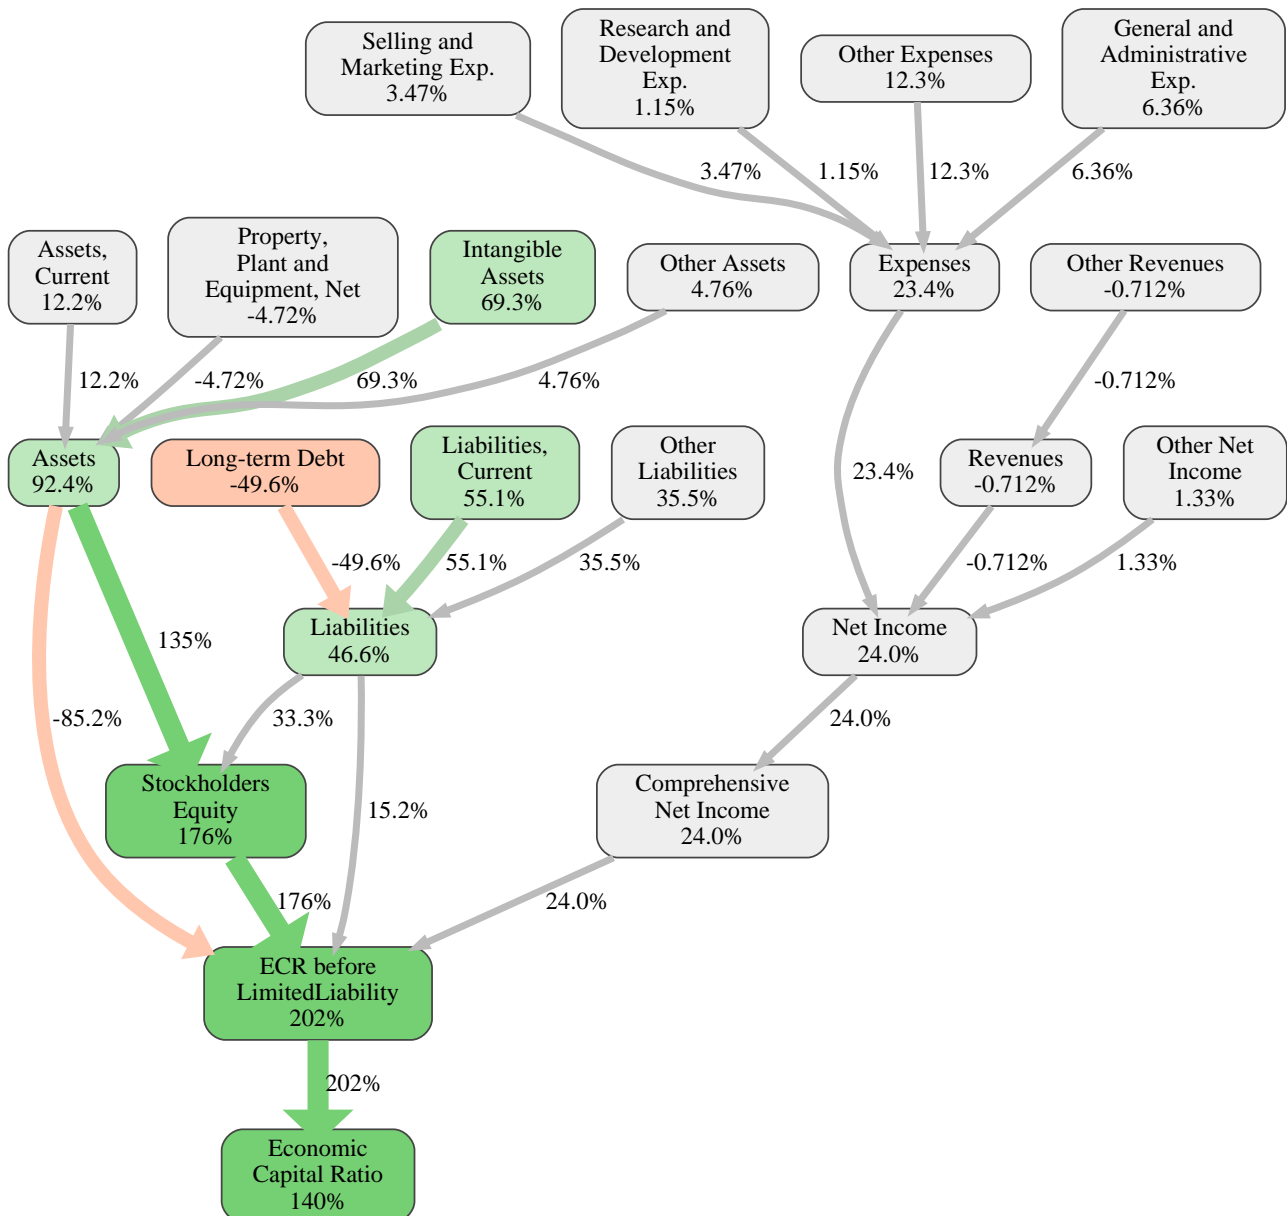 Selling and
Marketing Exp.
3.47%
Research and
Development
Exp.
1.15%
Other Expenses
12.3%
General and
Administrative
Exp.
6.36%
3.47%
1.15%
12.3%
6.36%
Assets,
Current
12.2%
Property,
Plant and
Equipment, Net
-4.72%
Intangible
Assets
69.3%
Other Assets
4.76%
Expenses
23.4%
Other Revenues
-0.712%
12.2%
-4.72%
69.3%
4.76%
-0.712%
Assets
92.4%
Long-term Debt
-49.6%
Liabilities,
Current
55.1%
Other
Liabilities
35.5%
23.4%
Revenues
-0.712%
Other Net
Income
1.33%
-49.6%
55.1%
35.5%
-0.712%
1.33%
135%
Liabilities
46.6%
Net Income
24.0%
-85.2%
33.3%
24.0%
Stockholders
Equity
176%
15.2%
Comprehensive
Net Income
24.0%
176%
24.0%
ECR before
LimitedLiability
202%
202%
Economic
Capital Ratio
140%